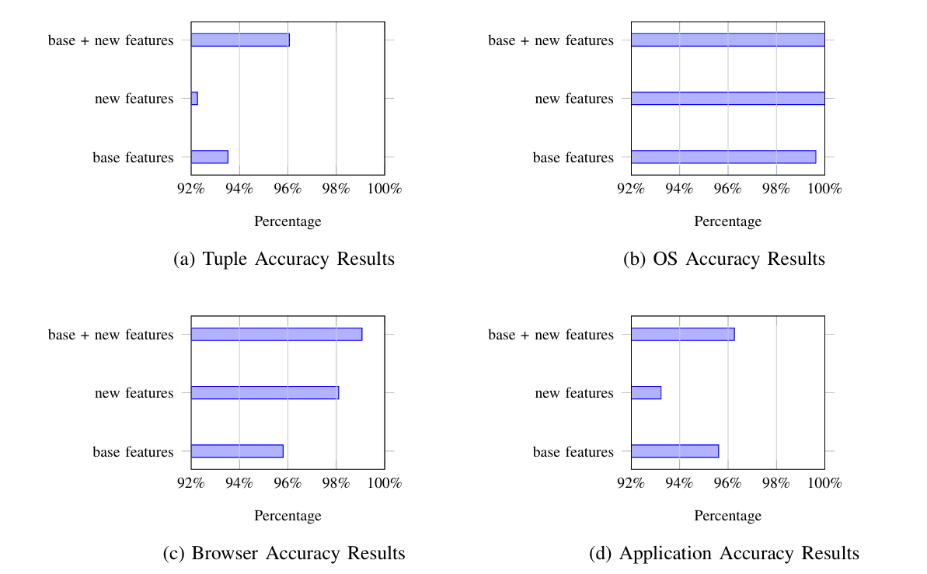 base + new features
new features
base features
92% 94% 96% 98% 100%
Percentage
(a) Tuple Accuracy Results
base + new features
new features
base features
92% 94% 96% 98% 100%
Percentage
(b) OS Accuracy Results
base + new features
new features
base features
92% 94% 96% 98% 100%
Percentage
(c) Browser Accuracy Results
base + new features
new features
base features
92% 94% 96% 98% 100%
Percentage
(d) Application Accuracy Results